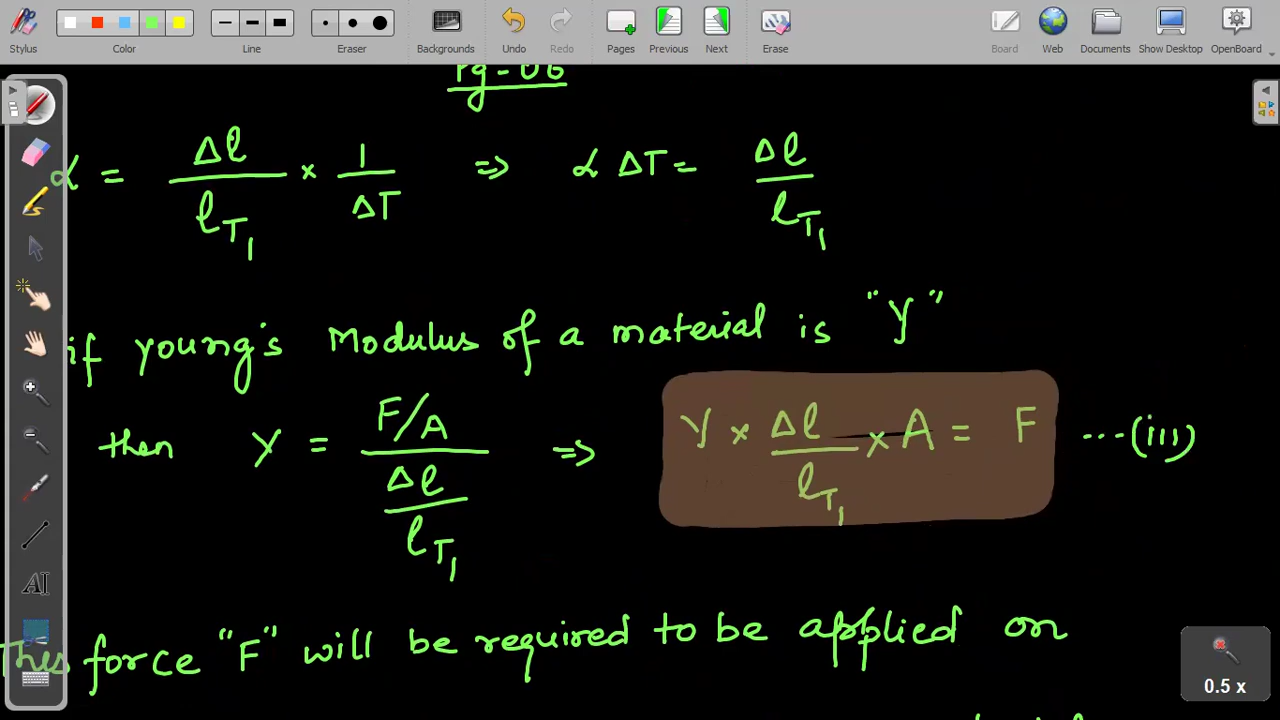 Stylus Color Line Eraser Backgrounds Undo Redo Pages Previous Next Erase Board Web Documents Show Desktop OpenBoard
Pg-06
α = Δl / l_T1 × 1 / ΔT => α ΔT = Δl / l_T1
if young's Modulus of a material is "Y"
then Y = F/A / Δl / l_T1 => Y × Δl / l_T1 × A = F ...(iii)
This force "F" will be required to be applied on
0.5 x